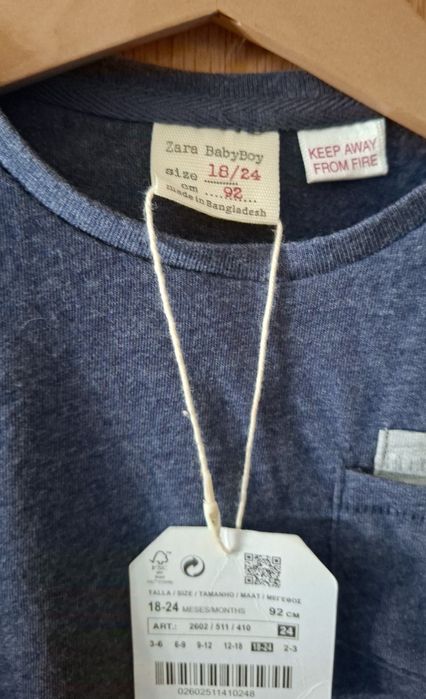 Zara BabyBoy
size 18/24
cm 92
made in Bangladesh
KEEP AWAY
FROM FIRE
FSC
TALLA / SIZE / TAMANHO / MAAT / ΜΕΓΕΘΟΣ
18-24 MESES/MONTHS 92 CM
ART.: 2602 / 511 / 410 24
3-6 6-9 9-12 12-18 18-24 2-3
02602511410248